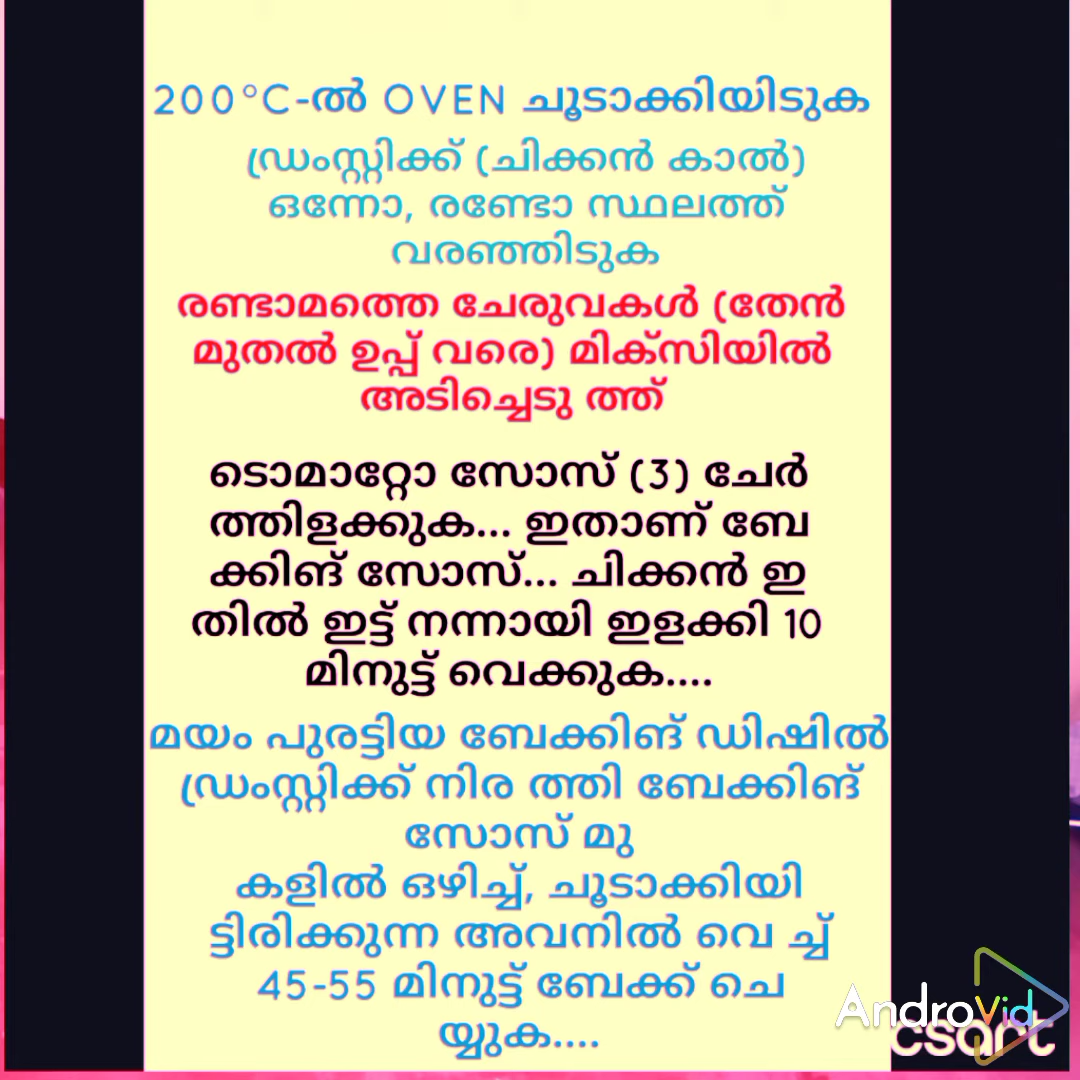 200°C-ൽ OVEN ചൂടാക്കിയിടുക
ഡ്രംസ്റ്റിക്ക് (ചിക്കൻ കാൽ)
ഒന്നോ, രണ്ടോ സ്ഥലത്ത്
വരഞ്ഞിടുക
രണ്ടാമത്തെ ചേരുവകൾ (തേൻ
മുതൽ ഉപ്പ് വരെ) മിക്സിയിൽ
അടിച്ചെടു ത്ത്
ടൊമാറ്റോ സോസ് (3) ചേർ
ത്തിളക്കുക... ഇതാണ് ബേ
ക്കിങ് സോസ്... ചിക്കൻ ഇ
തിൽ ഇട്ട് നന്നായി ഇളക്കി 10
മിനുട്ട് വെക്കുക....
മയം പുരട്ടിയ ബേക്കിങ് ഡിഷിൽ
ഡ്രംസ്റ്റിക്ക് നിര ത്തി ബേക്കിങ്
സോസ് മു
കളിൽ ഒഴിച്ച്, ചൂടാക്കിയി
ട്ടിരിക്കുന്ന അവനിൽ വെ ച്ച്
45-55 മിനുട്ട് ബേക്ക് ചെ
യ്യുക....
AndroVid
csart